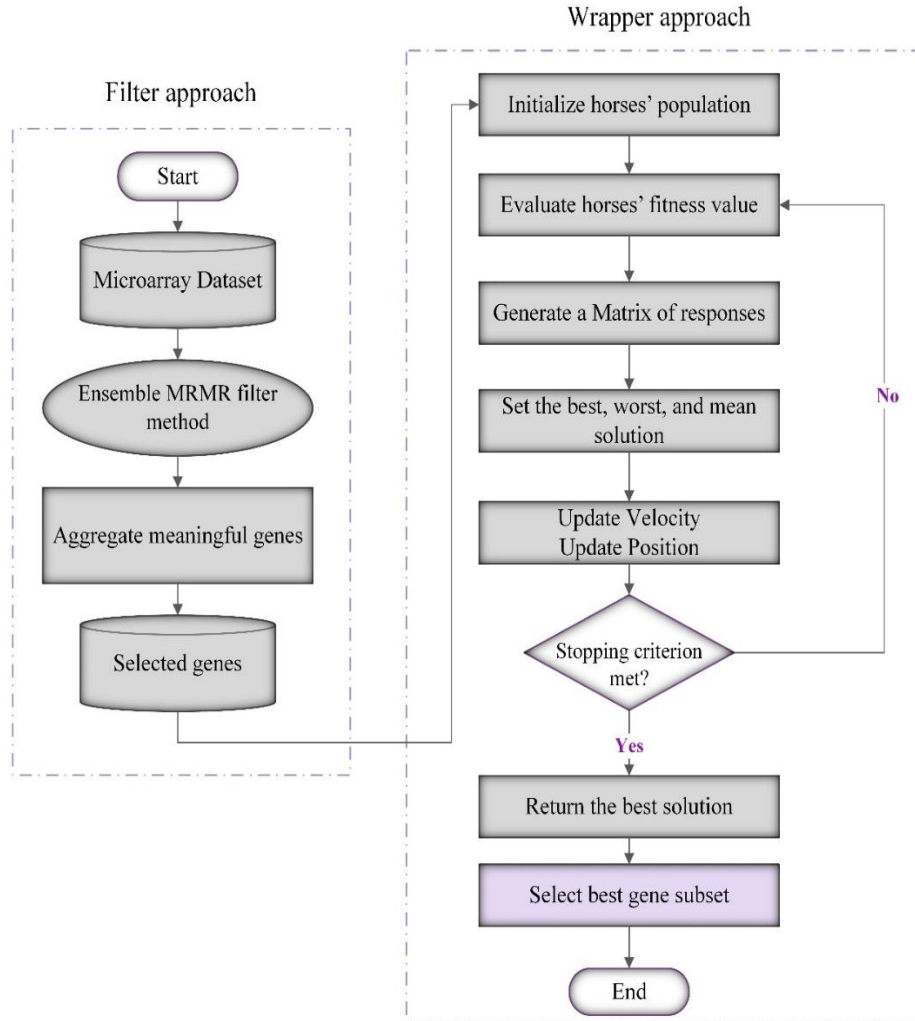 Filter approach
Start
Microarray Dataset
Ensemble MRMR filter
method
Aggregate meaningful genes
Selected genes
Wrapper approach
Initialize horses' population
Evaluate horses' fitness value
Generate a Matrix of responses
Set the best, worst, and mean
solution
Update Velocity
Update Position
Stopping criterion
met?
No
Yes
Return the best solution
Select best gene subset
End